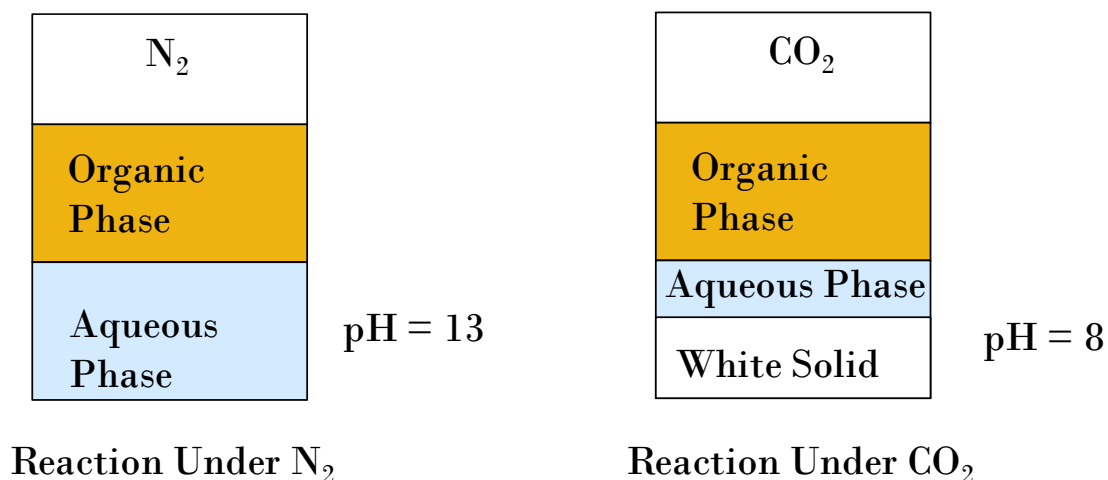 N₂
Organic
Phase
Aqueous
Phase
pH = 13
Reaction Under N₂
CO₂
Organic
Phase
Aqueous Phase
White Solid
pH = 8
Reaction Under CO₂